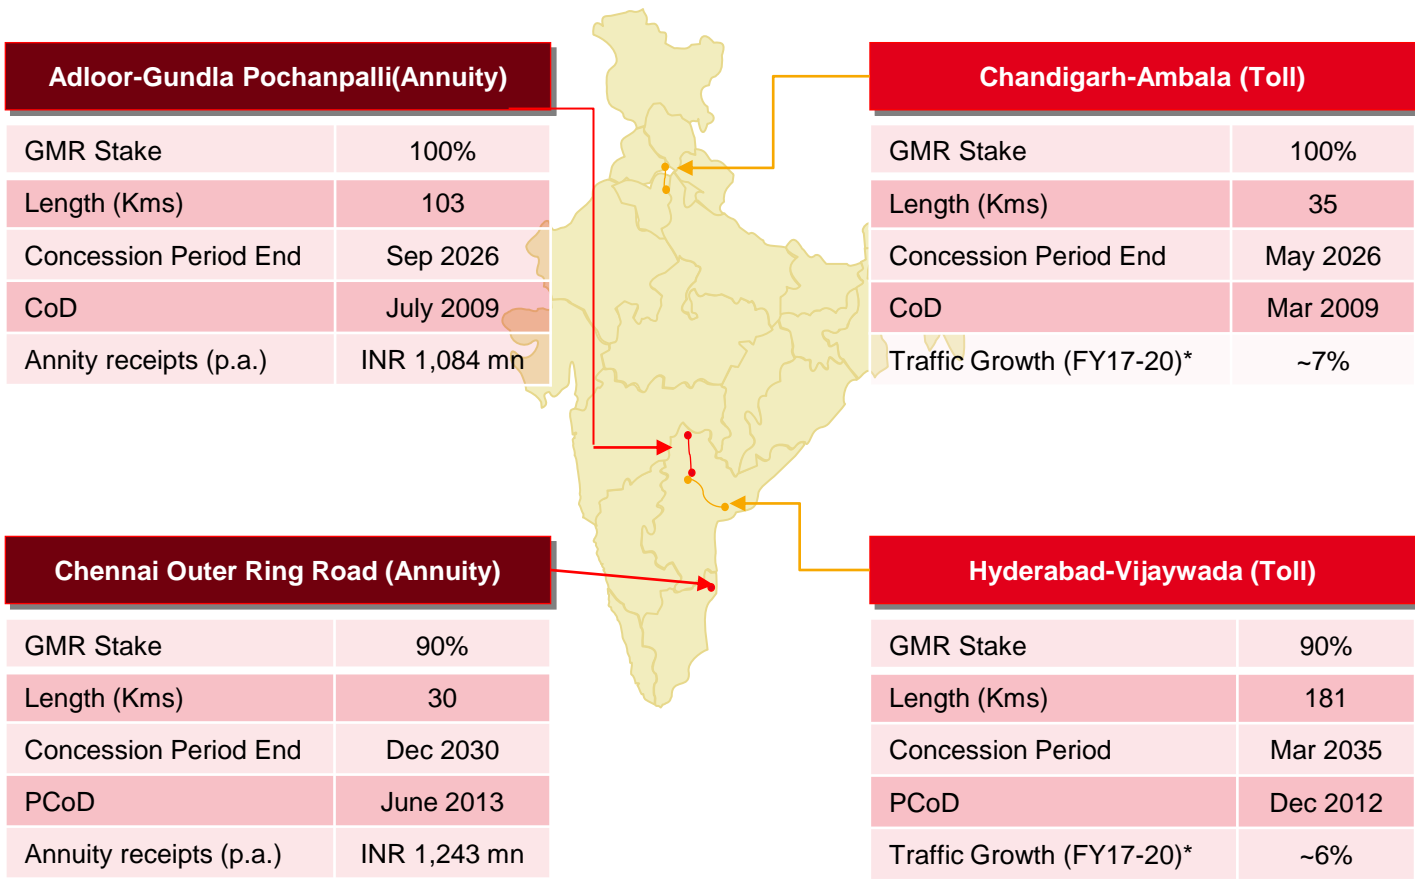 Adloor-Gundla Pochanpalli(Annuity)
GMR Stake 100%
Length (Kms) 103
Concession Period End Sep 2026
CoD July 2009
Annity receipts (p.a.) INR 1,084 mn
Chandigarh-Ambala (Toll)
GMR Stake 100%
Length (Kms) 35
Concession Period End May 2026
CoD Mar 2009
Traffic Growth (FY17-20)* ~7%
Chennai Outer Ring Road (Annuity)
GMR Stake 90%
Length (Kms) 30
Concession Period End Dec 2030
PCoD June 2013
Annuity receipts (p.a.) INR 1,243 mn
Hyderabad-Vijaywada (Toll)
GMR Stake 90%
Length (Kms) 181
Concession Period Mar 2035
PCoD Dec 2012
Traffic Growth (FY17-20)* ~6%